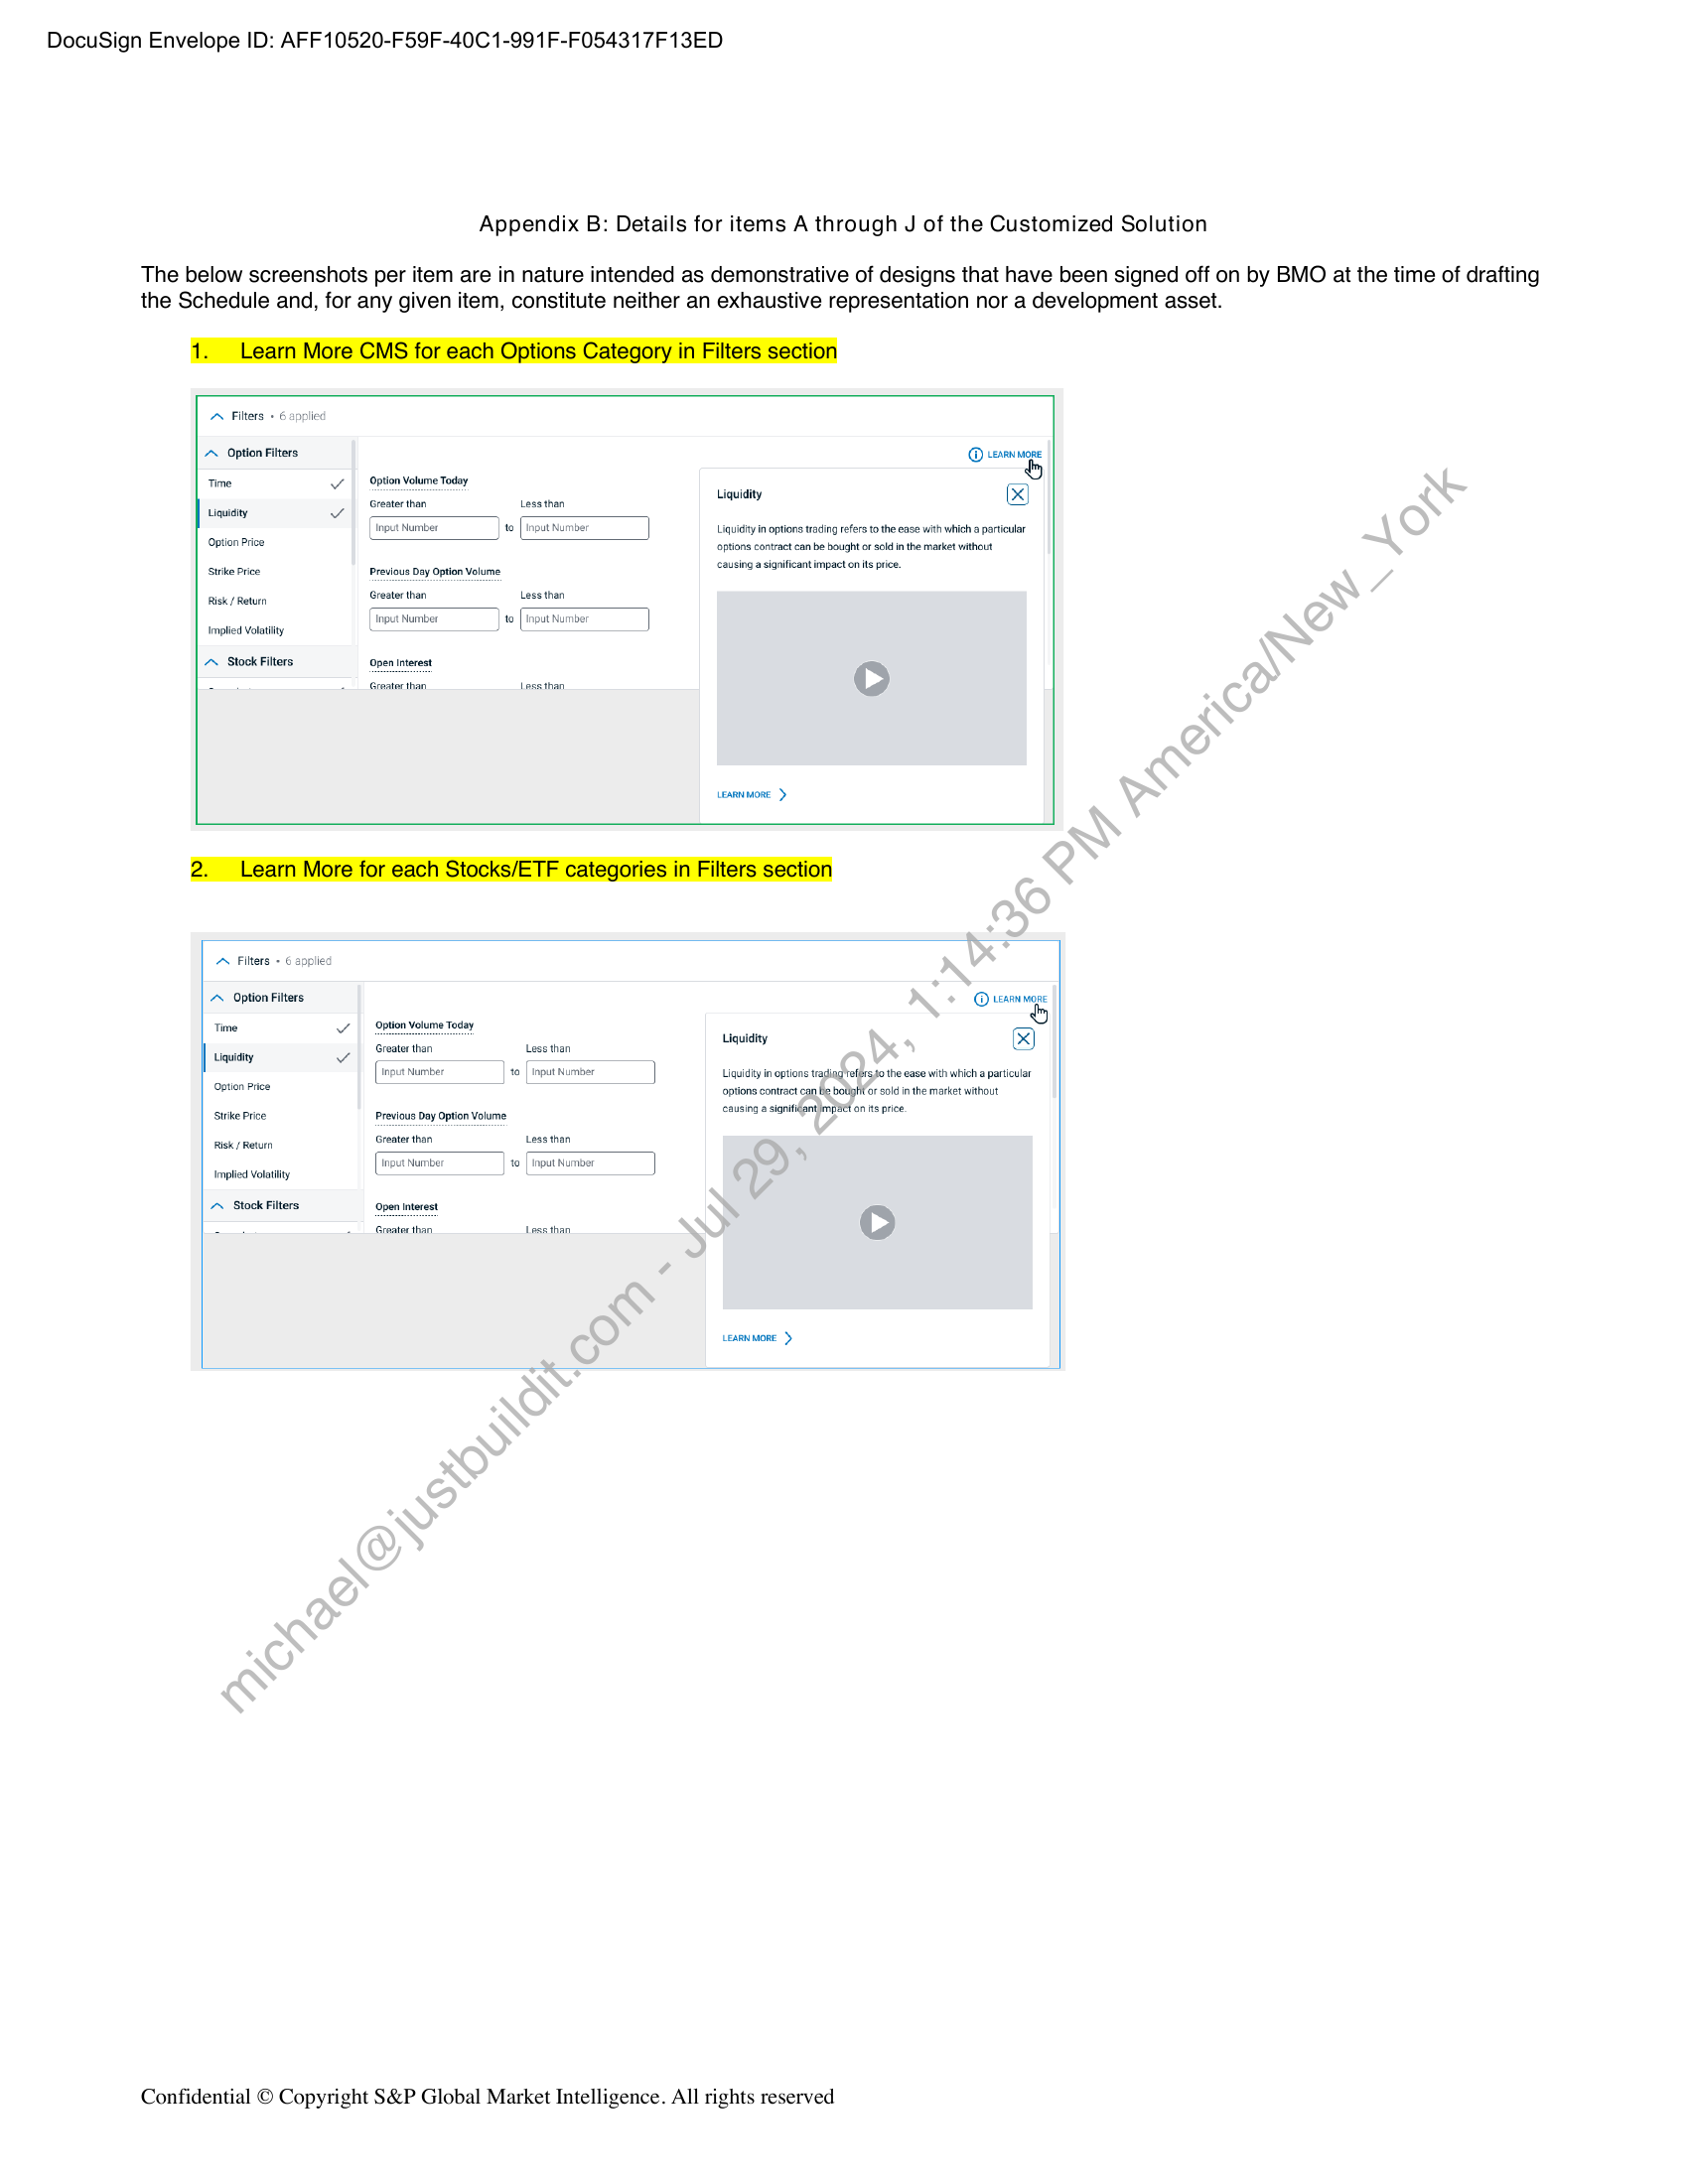 DocuSign Envelope ID: AFF10520-F59F-40C1-991F-F054317F13ED
Appendix B: Details for items A through J of the Customized Solution
The below screenshots per item are in nature intended as demonstrative of designs that have been signed off on by BMO at the time of drafting
the Schedule and, for any given item, constitute neither an exhaustive representation nor a development asset.
1. Learn More CMS for each Options Category in Filters section
Filters • 6 applied
Option Filters
LEARN MORE
Time
Liquidity
Option Price
Strike Price
Risk / Return
Implied Volatility
Stock Filters
Option Volume Today
Greater than Less than
Input Number to Input Number
Previous Day Option Volume
Greater than Less than
Input Number to Input Number
Open Interest
Greater than Less than
Liquidity
Liquidity in options trading refers to the ease with which a particular
options contract can be bought or sold in the market without
causing a significant impact on its price.
LEARN MORE
2. Learn More for each Stocks/ETF categories in Filters section
Filters • 6 applied
Option Filters
LEARN MORE
Time
Liquidity
Option Price
Strike Price
Risk / Return
Implied Volatility
Stock Filters
Option Volume Today
Greater than Less than
Input Number to Input Number
Previous Day Option Volume
Greater than Less than
Input Number to Input Number
Open Interest
Greater than Less than
Liquidity
Liquidity in options trading refers to the ease with which a particular
options contract can be bought or sold in the market without
causing a significant impact on its price.
LEARN MORE
michael@justbuildit.com - Jul 29, 2024, 1:14:36 PM America/New_York
Confidential © Copyright S&P Global Market Intelligence. All rights reserved